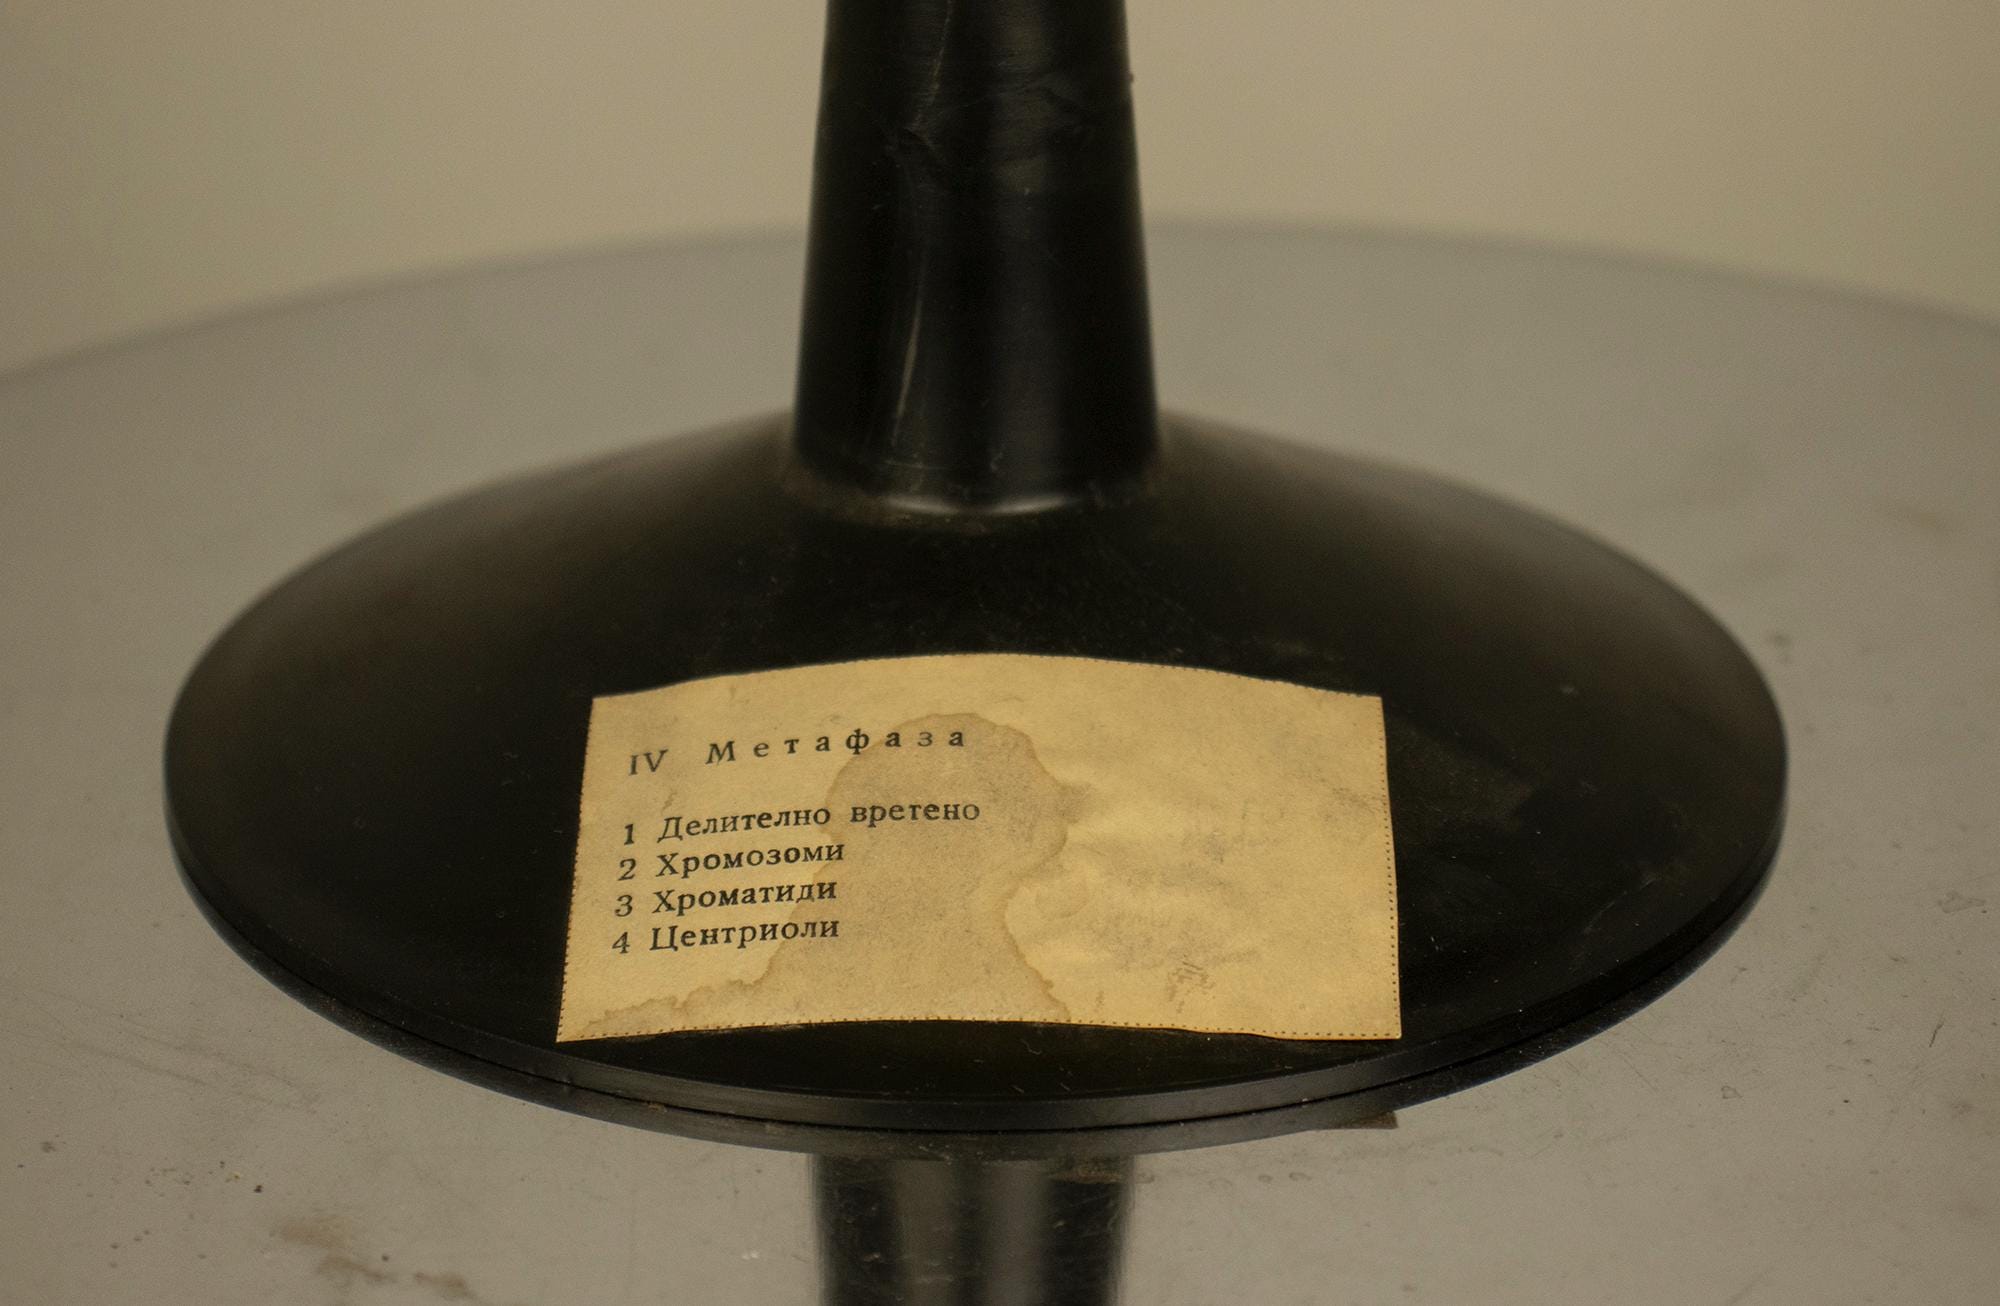 IV Метафаза
1 Делително вретено
2 Хромозоми
3 Хроматиди
4 Центриоли